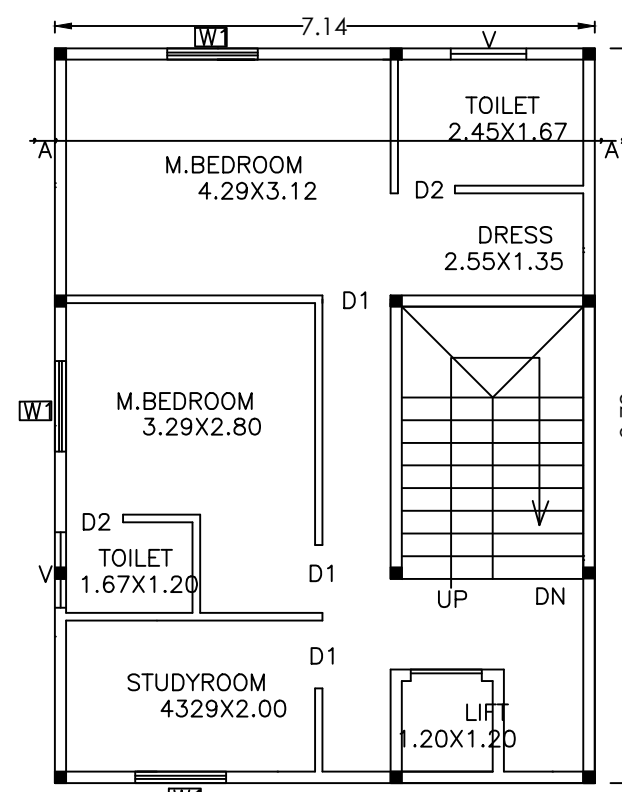 7.14
W1
V
TOILET
2.45X1.67
A
A'
M.BEDROOM
4.29X3.12
D2
DRESS
2.55X1.35
D1
M.BEDROOM
3.29X2.80
W1
D2
TOILET
1.67X1.20
V
D1
UP
DN
D1
STUDYROOM
4329X2.00
LIFT
1.20X1.20
W1